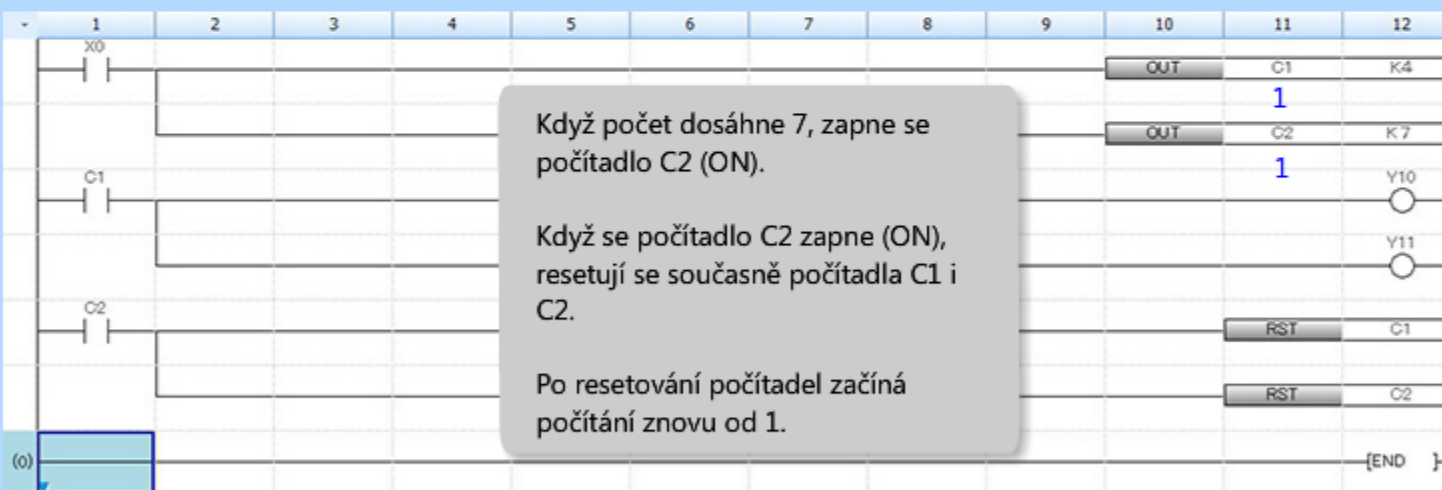 1 2 3 4 5 6 7 8 9 10 11 12
X0
OUT C1 K4
1
OUT C2 K7
1
C1
Y10
Y11
C2
RST C1
RST C2
(0)
[END ]
Když počet dosáhne 7, zapne se
počítadlo C2 (ON).
Když se počítadlo C2 zapne (ON),
resetují se současně počítadla C1 i
C2.
Po resetování počítadel začíná
počítání znovu od 1.